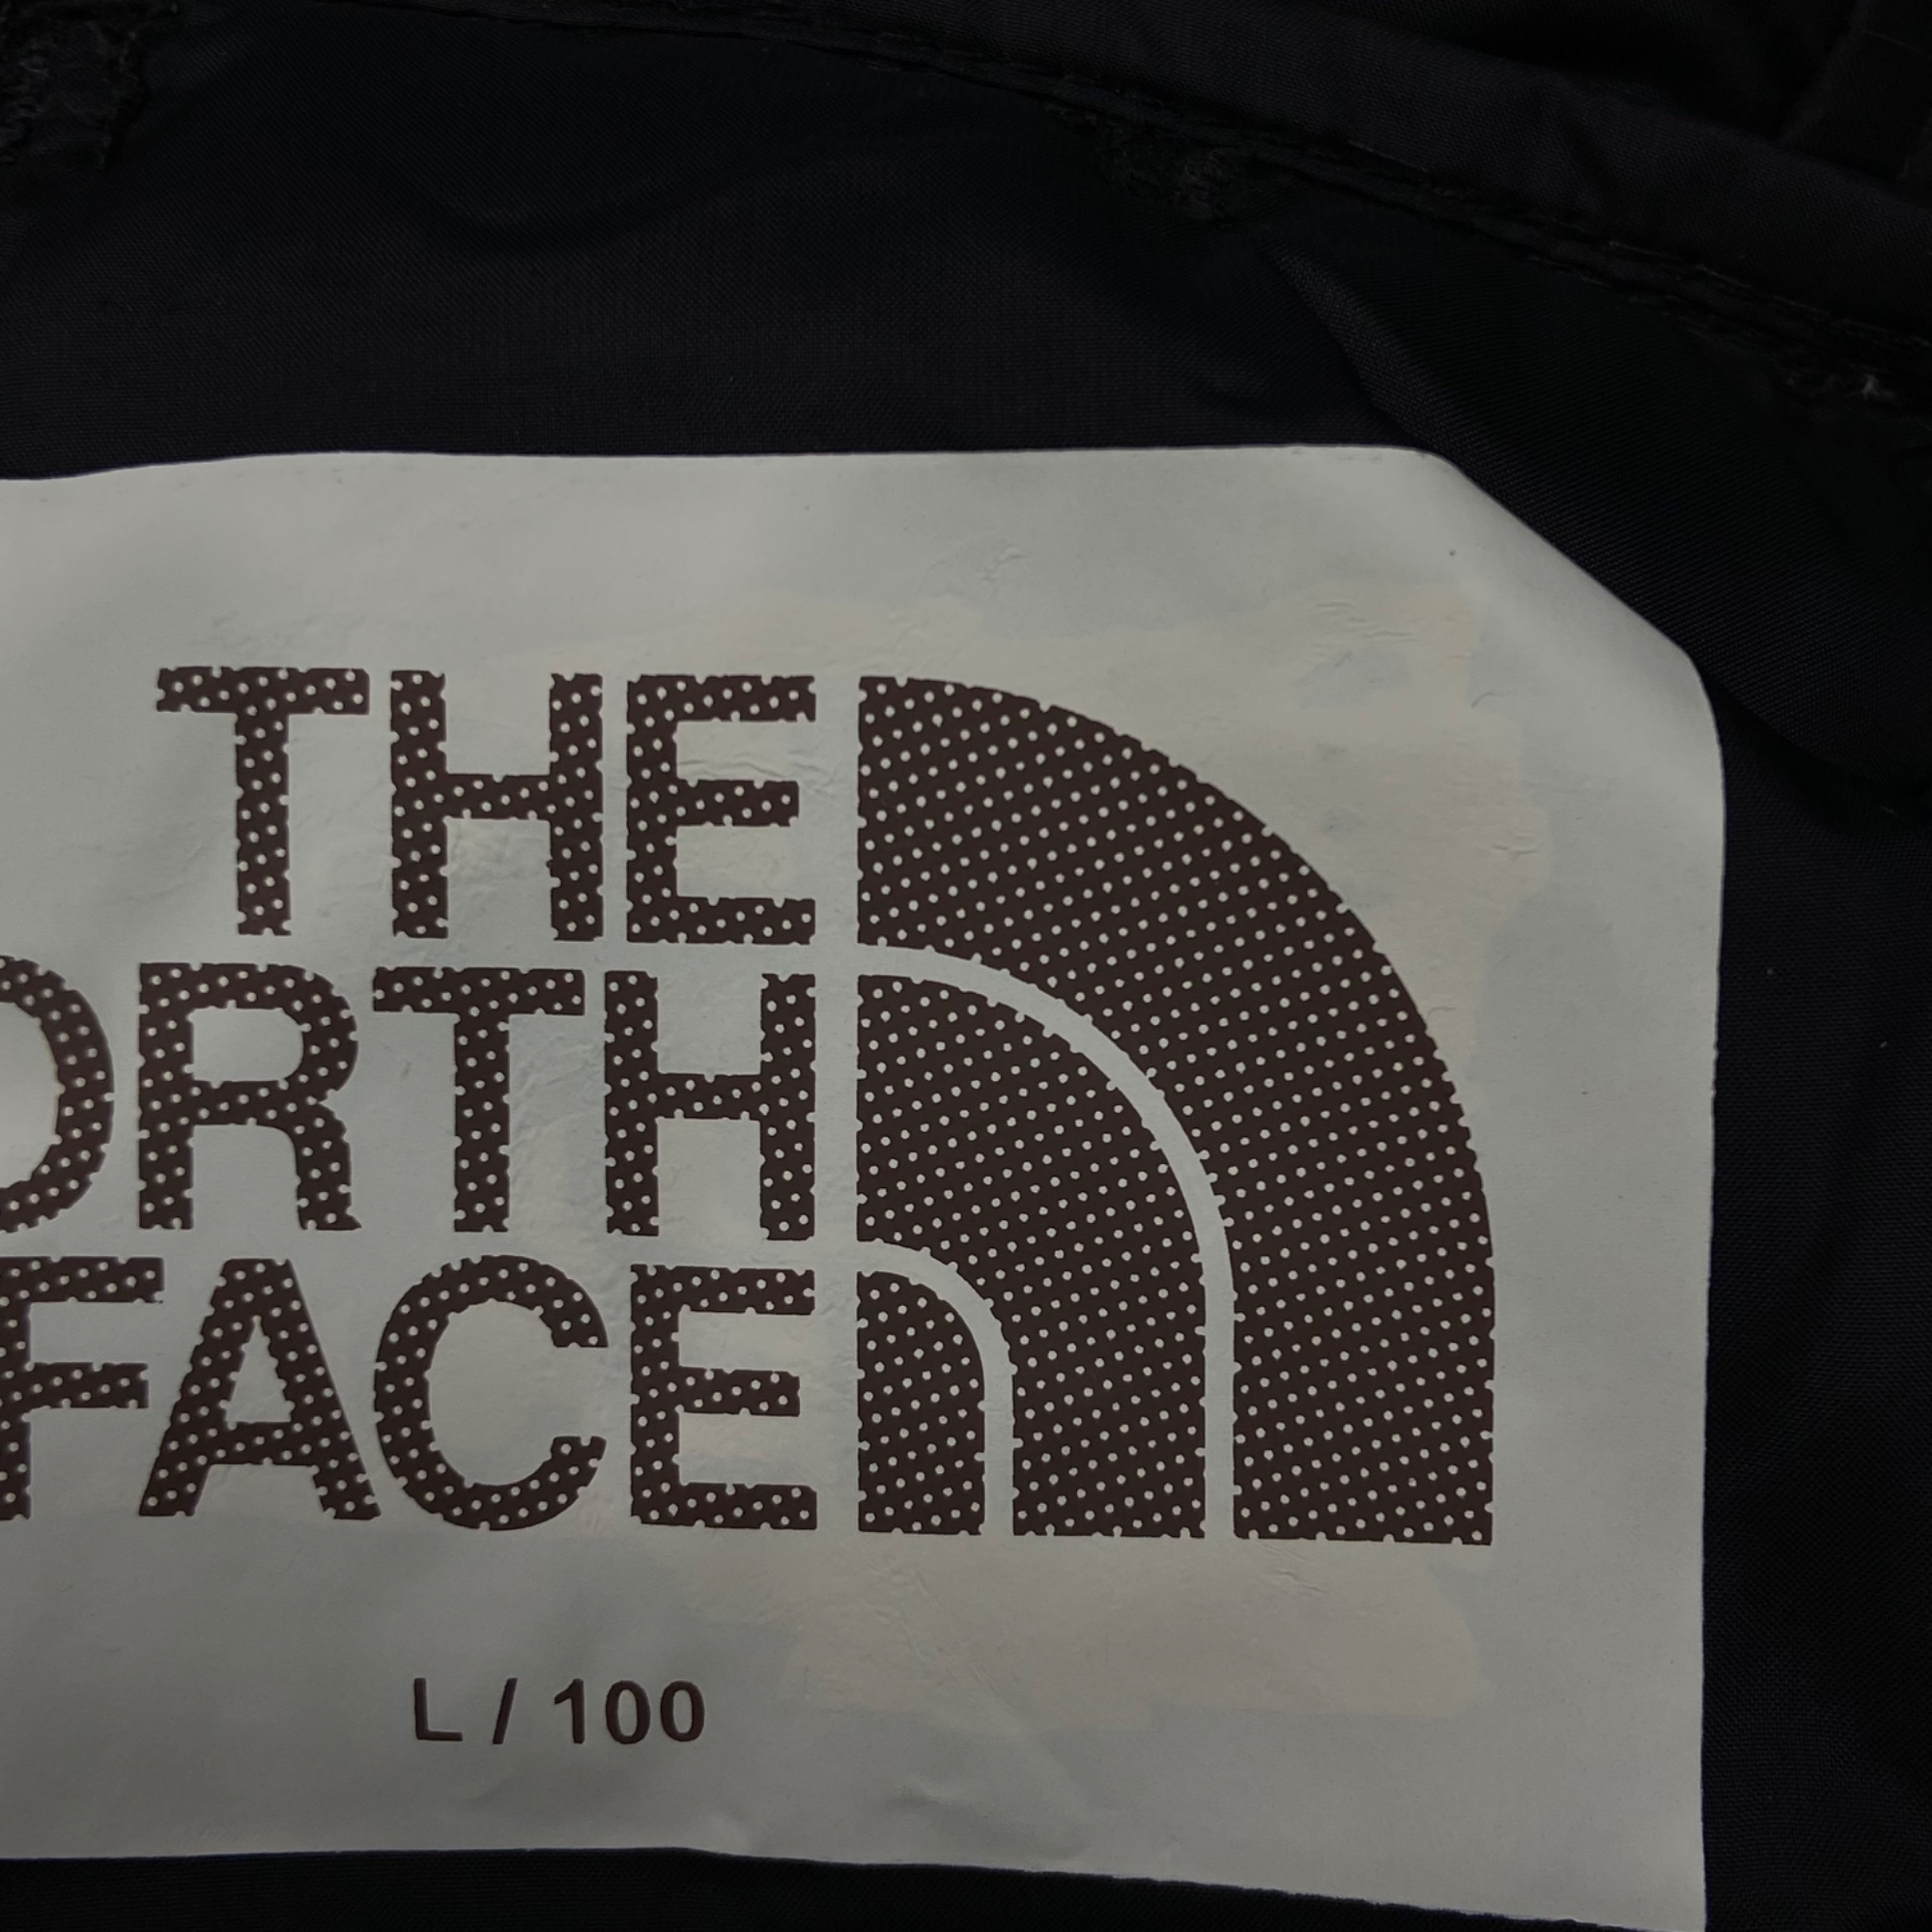 THE
ORTH
FACE
L / 100